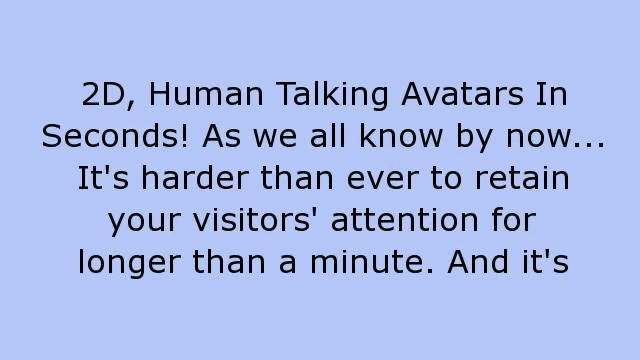 2D, Human Talking Avatars In
Seconds! As we all know by now...
It's harder than ever to retain
your visitors' attention for
longer than a minute. And it's